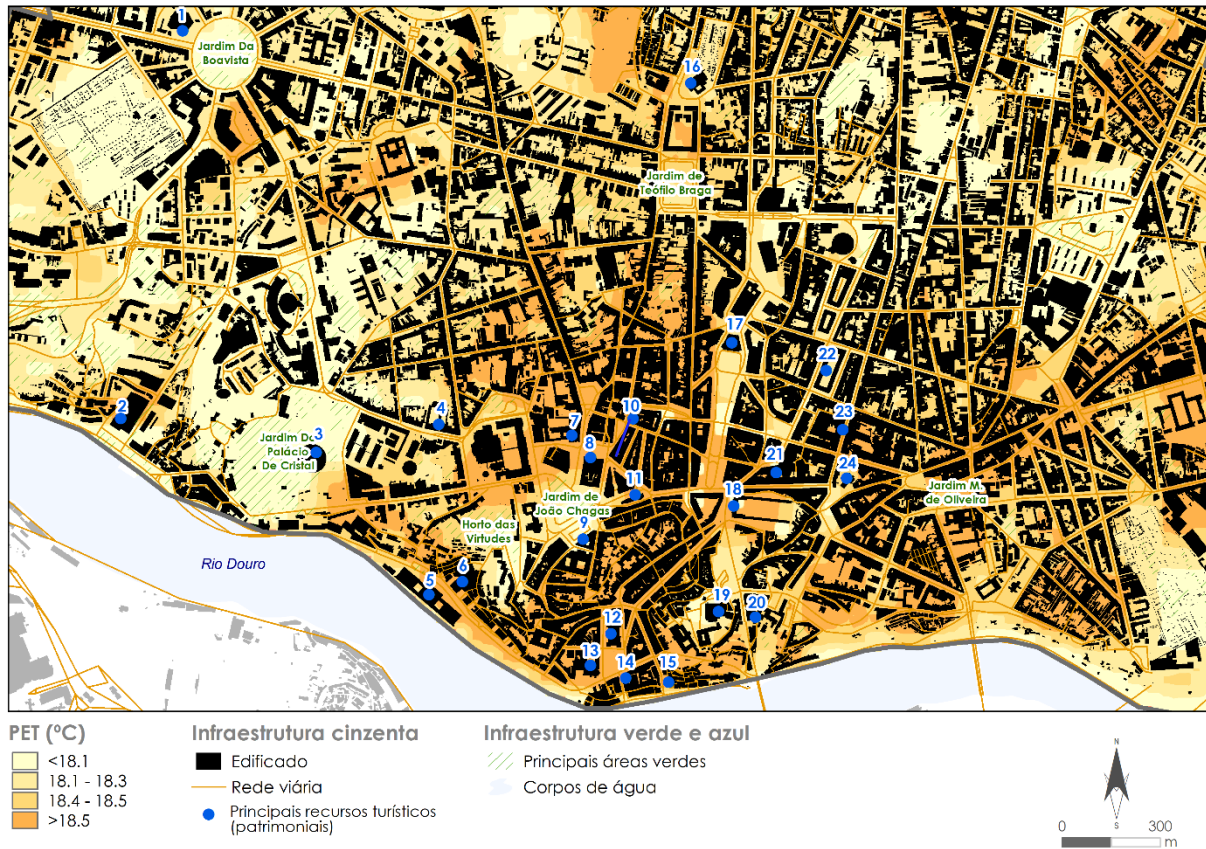 1
Jardim Da
Boavista
16
Jardim de
Teófilo Braga
17
22
2
3
Jardim Do
Palácio
De Cristal
4
7
10
8
23
11
21
24
18
Jardim M.
de Oliveira
Jardim de
João Chagas
9
Horto das
Virtudes
Rio Douro
5
6
19
20
12
13
14
15
PET (ºC)
<18.1
18.1 - 18.3
18.4 - 18.5
>18.5
Infraestrutura cinzenta
Edificado
Rede viária
Principais recursos turísticos
(patrimoniais)
Infraestrutura verde e azul
Principais áreas verdes
Corpos de água
N
S
0 300
m